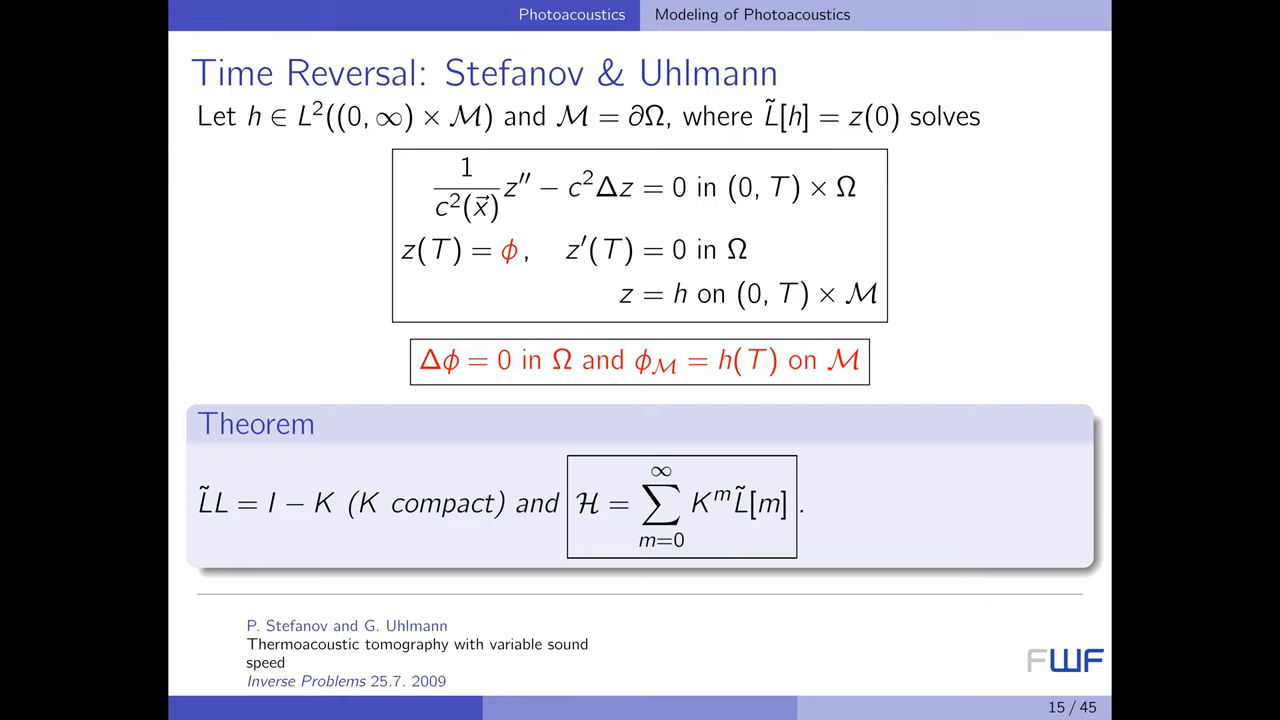 Photoacoustics Modeling of Photoacoustics
Time Reversal: Stefanov & Uhlmann
Let h ∈ L²((0, ∞) × ℳ) and ℳ = ∂Ω, where L̃[h] = z(0) solves
1/c²(x⃗) z′′ − c²Δz = 0 in (0, T) × Ω
z(T) = ϕ, z′(T) = 0 in Ω
z = h on (0, T) × ℳ
Δϕ = 0 in Ω and ϕ_ℳ = h(T) on ℳ
Theorem
L̃L = I − K (K compact) and ℋ = ∑_{m=0}^{∞} K^m L̃[m] .
P. Stefanov and G. Uhlmann
Thermoacoustic tomography with variable sound
speed
Inverse Problems 25.7. 2009
FWF
15 / 45